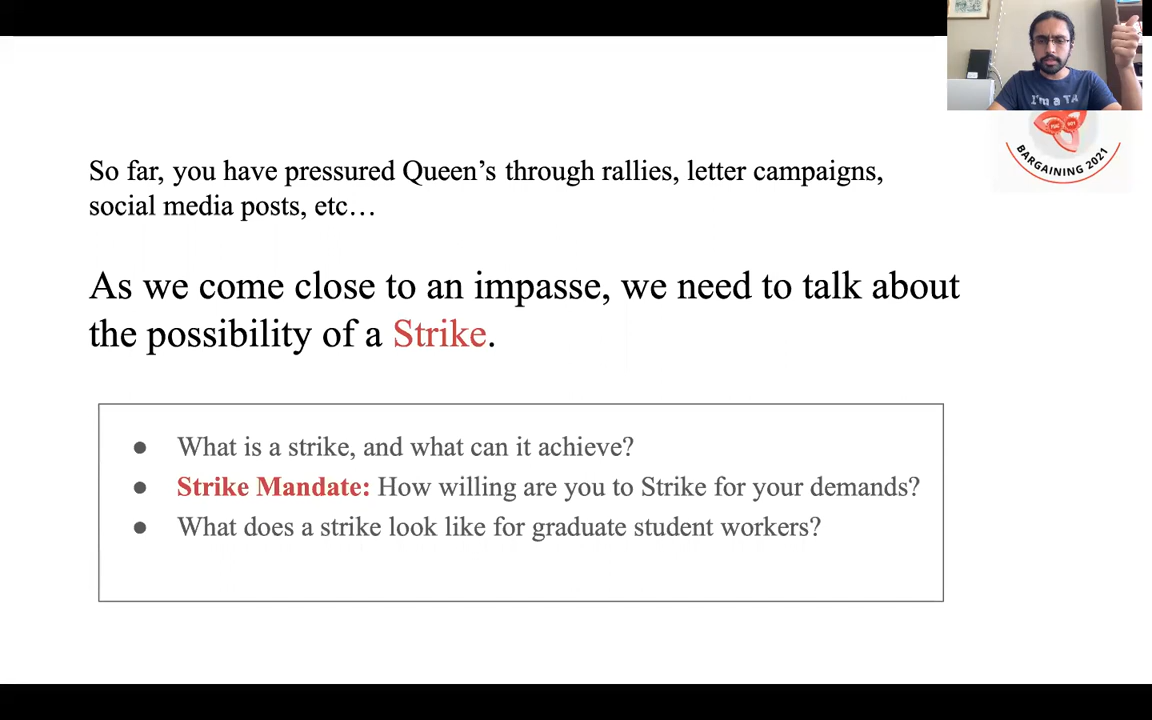 I'm a TA
BARGAINING 2021
So far, you have pressured Queen's through rallies, letter campaigns,
social media posts, etc…
As we come close to an impasse, we need to talk about
the possibility of a Strike.
● What is a strike, and what can it achieve?
● Strike Mandate: How willing are you to Strike for your demands?
● What does a strike look like for graduate student workers?